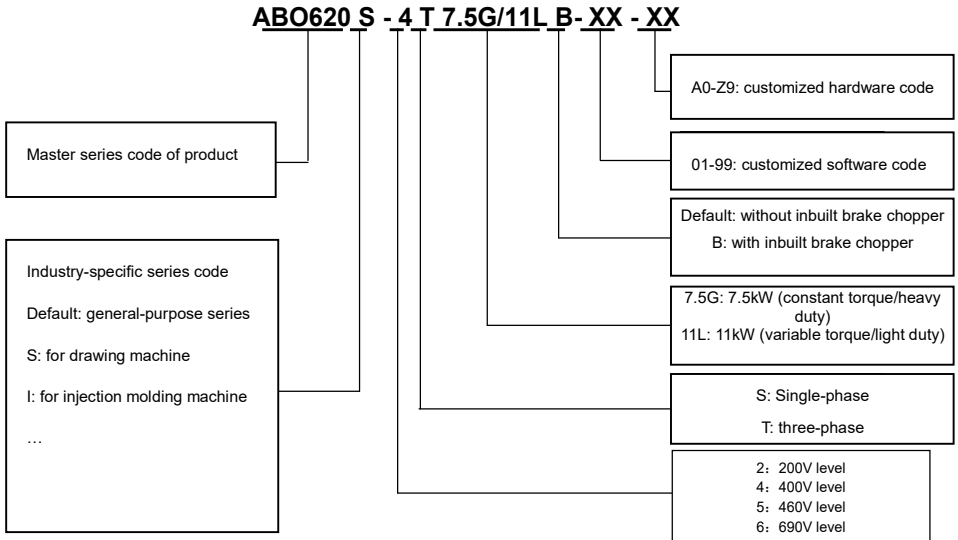 ABO620 S - 4 T 7.5G/11L B- XX - XX
A0-Z9: customized hardware code
Master series code of product
01-99: customized software code
Default: without inbuilt brake chopper
B: with inbuilt brake chopper
Industry-specific series code
Default: general-purpose series
S: for drawing machine
I: for injection molding machine
…
7.5G: 7.5kW (constant torque/heavy
duty)
11L: 11kW (variable torque/light duty)
S: Single-phase
T: three-phase
2：200V level
4：400V level
5：460V level
6：690V level